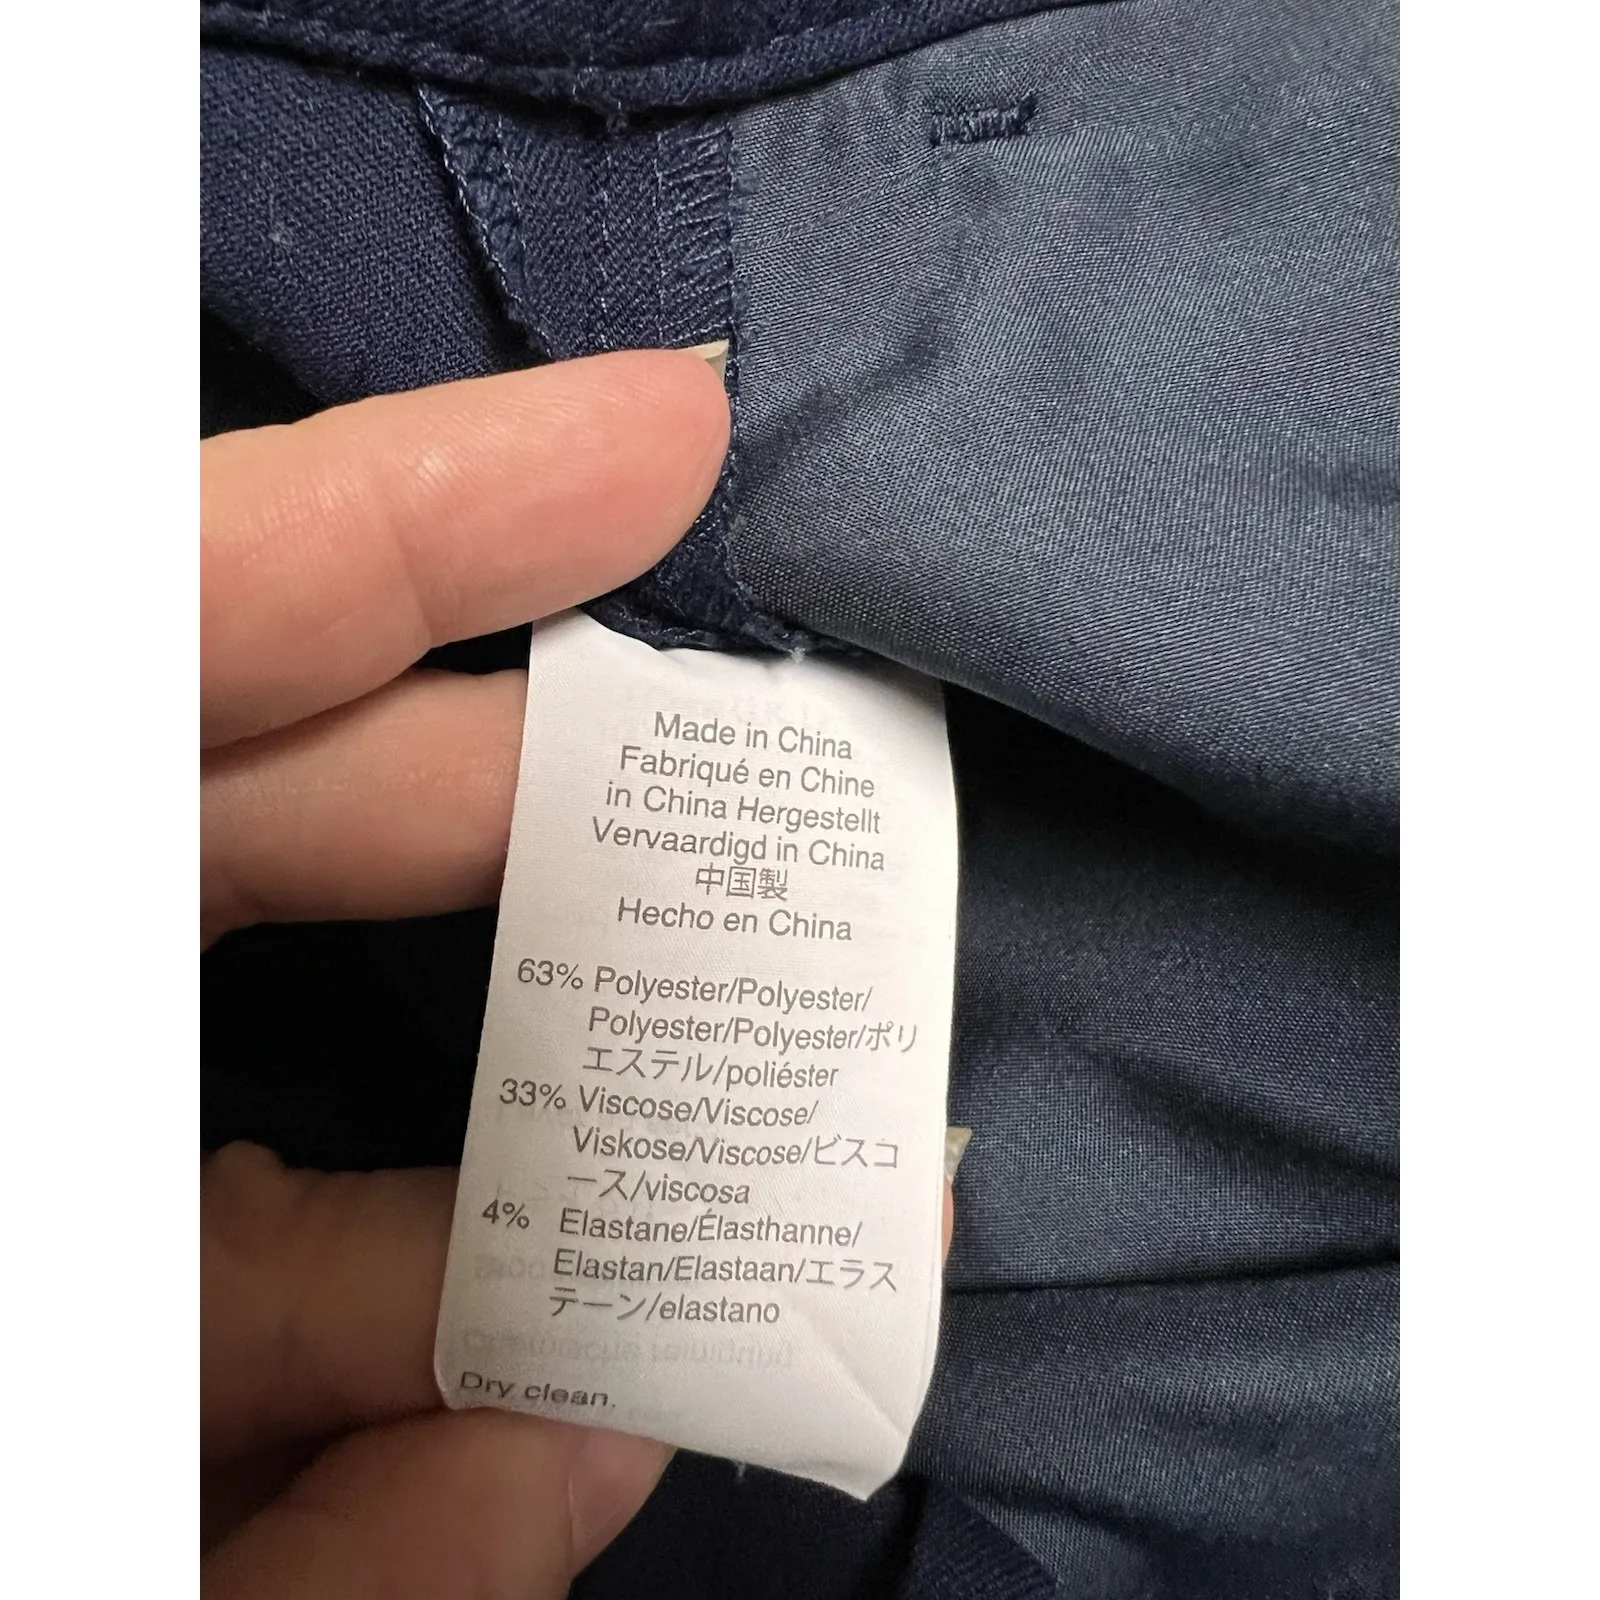 Made in China
Fabriqué en Chine
in China Hergestellt
Vervaardigd in China
中国製
Hecho en China
63% Polyester/Polyester/
Polyester/Polyester/ポリ
エステル/poliéster
33% Viscose/Viscose/
Viskose/Viscose/ビスコ
ース/viscosa
4% Elastane/Élasthanne/
Elastan/Elastaan/エラス
テーン/elastano
Dry clean.